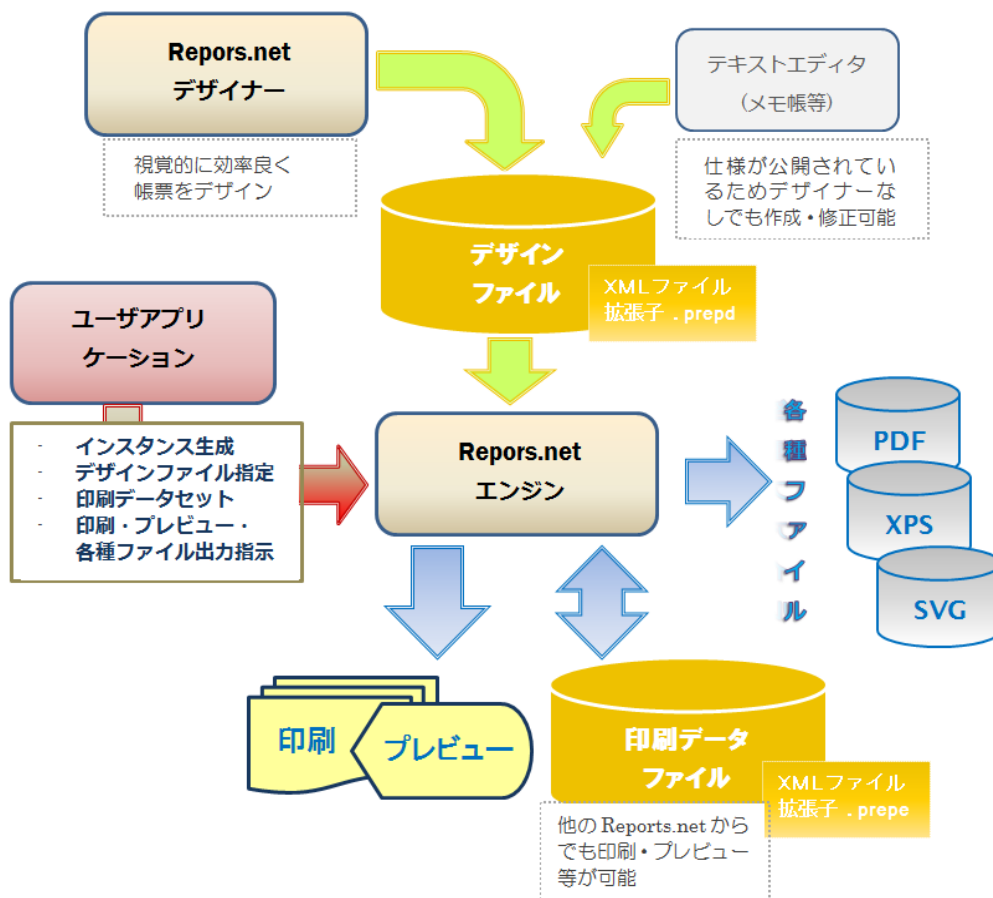 Repors.net
デザイナー
視覚的に効率良く
帳票をデザイン
テキストエディタ
(メモ帳等)
仕様が公開されてい
るためデザイナーな
しでも作成・修正可能
デザイン
ファイル
XMLファイル
拡張子 .prepd
ユーザアプリ
ケーション
- インスタンス生成
- デザインファイル指定
- 印刷データセット
- 印刷・プレビュー・
各種ファイル出力指示
Repors.net
エンジン
各種ファイル
PDF
XPS
SVG
印刷
プレビュー
印刷データ
ファイル
XMLファイル
拡張子 .prepe
他の Reports.net から
でも印刷・プレビュー
等が可能